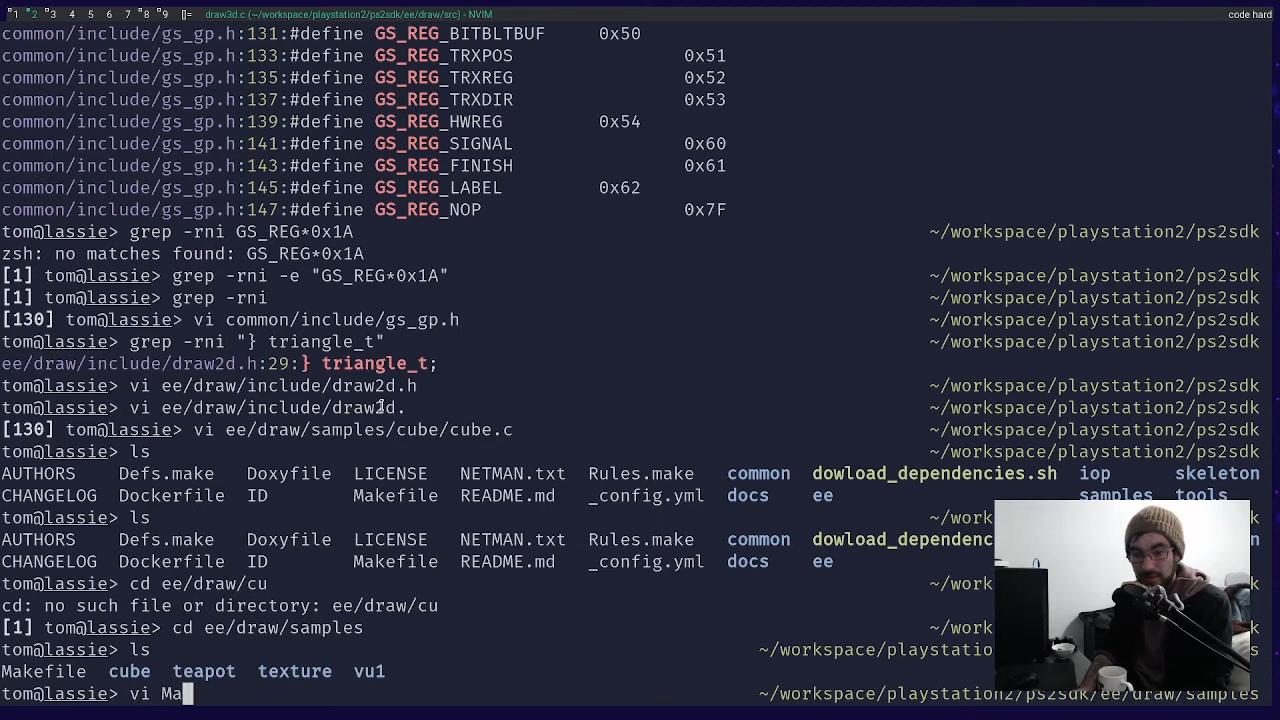 1 2 3 4 5 6 7 8 9 []= draw3d.c (~/workspace/playstation2/ps2sdk/ee/draw/src) - NVIM code hard
common/include/gs_gp.h:131:#define GS_REG_BITBLTBUF 0x50
common/include/gs_gp.h:133:#define GS_REG_TRXPOS 0x51
common/include/gs_gp.h:135:#define GS_REG_TRXREG 0x52
common/include/gs_gp.h:137:#define GS_REG_TRXDIR 0x53
common/include/gs_gp.h:139:#define GS_REG_HWREG 0x54
common/include/gs_gp.h:141:#define GS_REG_SIGNAL 0x60
common/include/gs_gp.h:143:#define GS_REG_FINISH 0x61
common/include/gs_gp.h:145:#define GS_REG_LABEL 0x62
common/include/gs_gp.h:147:#define GS_REG_NOP 0x7F
tom@lassie> grep -rni GS_REG*0x1A ~/workspace/playstation2/ps2sdk
zsh: no matches found: GS_REG*0x1A
[1] tom@lassie> grep -rni -e "GS_REG*0x1A" ~/workspace/playstation2/ps2sdk
[1] tom@lassie> grep -rni ~/workspace/playstation2/ps2sdk
[130] tom@lassie> vi common/include/gs_gp.h ~/workspace/playstation2/ps2sdk
tom@lassie> grep -rni "} triangle_t" ~/workspace/playstation2/ps2sdk
ee/draw/include/draw2d.h:29:} triangle_t;
tom@lassie> vi ee/draw/include/draw2d.h ~/workspace/playstation2/ps2sdk
tom@lassie> vi ee/draw/include/draw2d. ~/workspace/playstation2/ps2sdk
[130] tom@lassie> vi ee/draw/samples/cube/cube.c ~/workspace/playstation2/ps2sdk
tom@lassie> ls ~/workspace/playstation2/ps2sdk
AUTHORS Defs.make Doxyfile LICENSE NETMAN.txt Rules.make common dowload_dependencies.sh iop skeleton
CHANGELOG Dockerfile ID Makefile README.md _config.yml docs ee samples tools
tom@lassie> ls ~/work
AUTHORS Defs.make Doxyfile LICENSE NETMAN.txt Rules.make common dowload_dependenc
CHANGELOG Dockerfile ID Makefile README.md _config.yml docs ee
tom@lassie> cd ee/draw/cu ~/work
cd: no such file or directory: ee/draw/cu
[1] tom@lassie> cd ee/draw/samples ~/work
tom@lassie> ls ~/workspace/playstation2
Makefile cube teapot texture vu1
tom@lassie> vi Ma ~/workspace/playstation2/ps2sdk/ee/draw/samples